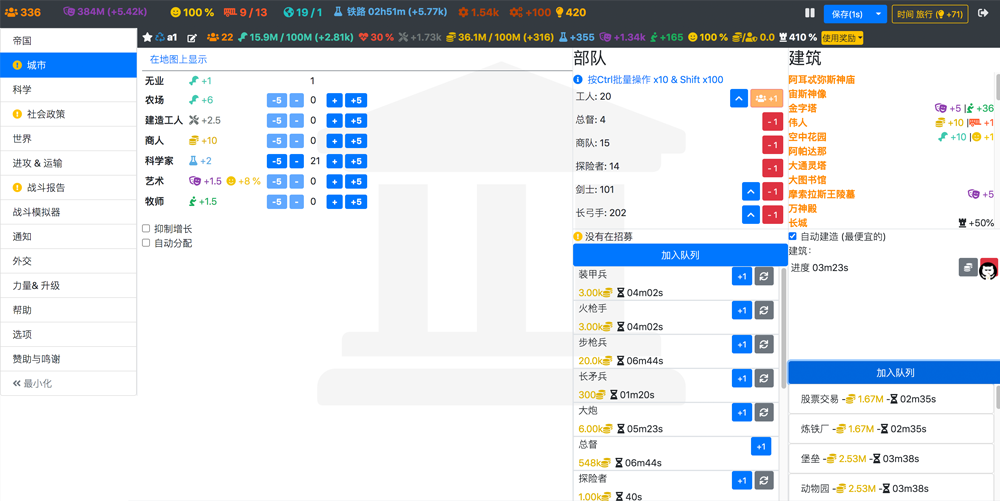 336 384M (+5.42k) 100 % 9 / 13 19 / 1 铁路 02h51m (+5.77k) 1.54k +100 420 保存(1s) 时间 旅行 (+71)
帝国
城市
科学
社会政策
世界
进攻 & 运输
战斗报告
战斗模拟器
通知
外交
力量& 升级
帮助
选项
赞助与鸣谢
最小化
a1 22 15.9M / 100M (+2.81k) 30 % +1.73k 36.1M / 100M (+316) +355 +1.34k +165 100 % / 0.0 410 % 使用奖励
在地图上显示
无业 +1 1
农场 +6 -5 - 0 + +5
建造工人 +2.5 -5 - 0 + +5
商人 +10 -5 - 0 + +5
科学家 +2 -5 - 21 + +5
艺术 +1.5 +8 % -5 - 0 + +5
牧师 +1.5 -5 - 0 + +5
抑制增长
自动分配
部队
按Ctrl批量操作 x10 & Shift x100
工人: 20 +1
总督: 4 - 1
商队: 15 - 1
探险者: 14 - 1
剑士: 101 - 1
长弓手: 202 - 1
没有在招募
加入队列
装甲兵 +1
3.00k 04m02s
火枪手 +1
3.00k 04m02s
步枪兵 +1
20.0k 06m44s
长矛兵 +1
300 01m20s
大炮 +1
6.00k 05m23s
总督 +1
548k 06m44s
探险者 +1
1.00k 40s
建筑
阿耳忒弥斯神庙
宙斯神像
金字塔 +5 | +36
伟人 +10 | +1
空中花园 +10 | +1
阿帕达那
大通灵塔
大图书馆
摩索拉斯王陵墓 +5
万神殿
长城 +50%
自动建造 (最便宜的)
建筑:
进度 03m23s
加入队列
股票交易 - 1.67M - 02m35s
炼铁厂 - 1.67M - 02m35s
堡垒 - 2.53M - 03m38s
动物园 - 2.53M - 03m38s